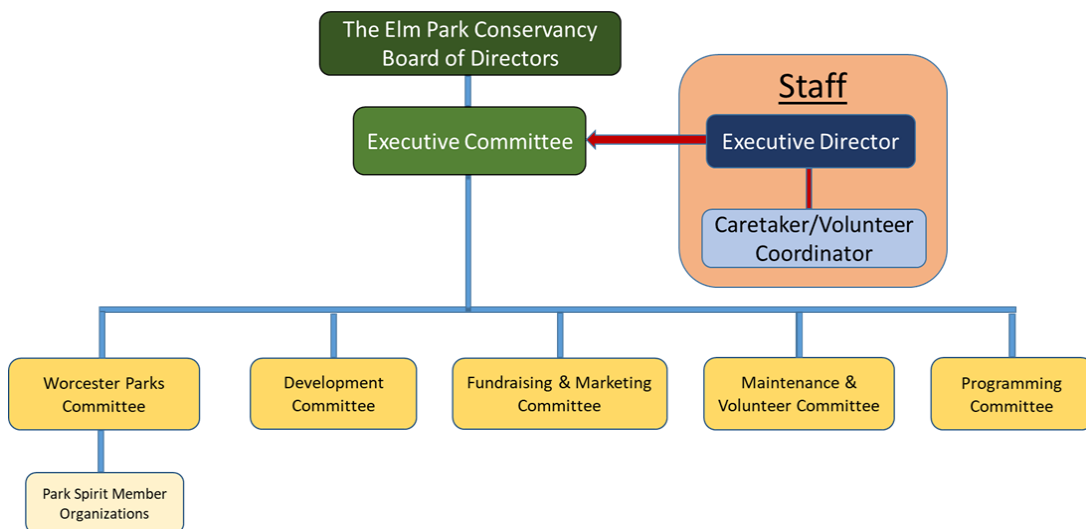 The Elm Park Conservancy
Board of Directors
Staff
Executive Committee
Executive Director
Caretaker/Volunteer
Coordinator
Worcester Parks
Committee
Development
Committee
Fundraising & Marketing
Committee
Maintenance &
Volunteer Committee
Programming
Committee
Park Spirit Member
Organizations